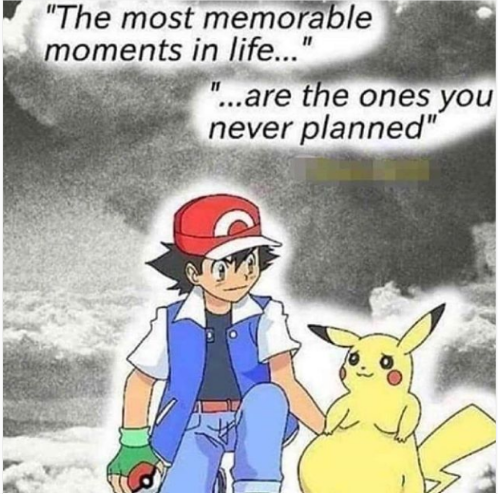 "The most memorable
moments in life..."
"...are the ones you
never planned"